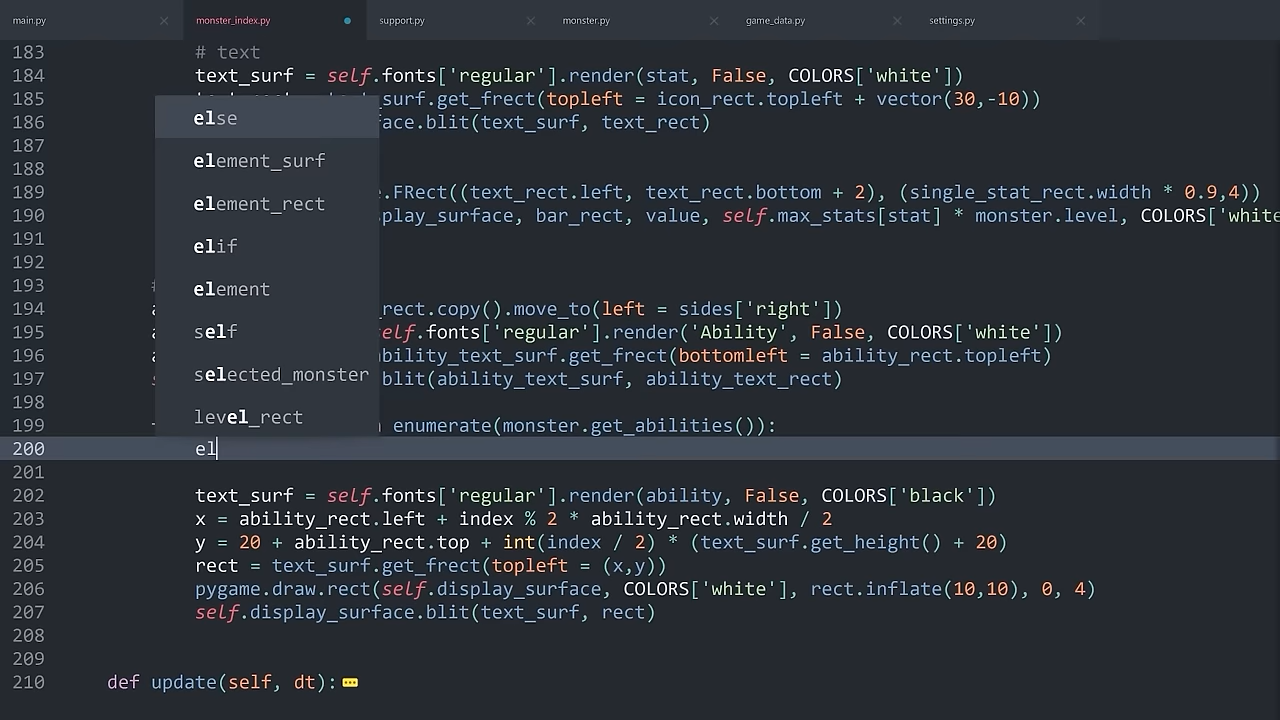 main.py
monster_index.py
support.py
monster.py
game_data.py
settings.py
183 # text
184 text_surf = self.fonts['regular'].render(stat, False, COLORS['white'])
185 surf.get_frect(topleft = icon_rect.topleft + vector(30,-10))
186 face.blit(text_surf, text_rect)
187
188
189 .FRect((text_rect.left, text_rect.bottom + 2), (single_stat_rect.width * 0.9,4))
190 play_surface, bar_rect, value, self.max_stats[stat] * monster.level, COLORS['white
191
192
193 #
194 a rect.copy().move_to(left = sides['right'])
195 a self.fonts['regular'].render('Ability', False, COLORS['white'])
196 a ability_text_surf.get_frect(bottomleft = ability_rect.topleft)
197 s blit(ability_text_surf, ability_text_rect)
198
199 enumerate(monster.get_abilities()):
200 el
201
202 text_surf = self.fonts['regular'].render(ability, False, COLORS['black'])
203 x = ability_rect.left + index % 2 * ability_rect.width / 2
204 y = 20 + ability_rect.top + int(index / 2) * (text_surf.get_height() + 20)
205 rect = text_surf.get_frect(topleft = (x,y))
206 pygame.draw.rect(self.display_surface, COLORS['white'], rect.inflate(10,10), 0, 4)
207 self.display_surface.blit(text_surf, rect)
208
209
210 def update(self, dt):
else
element_surf
element_rect
elif
element
self
selected_monster
level_rect